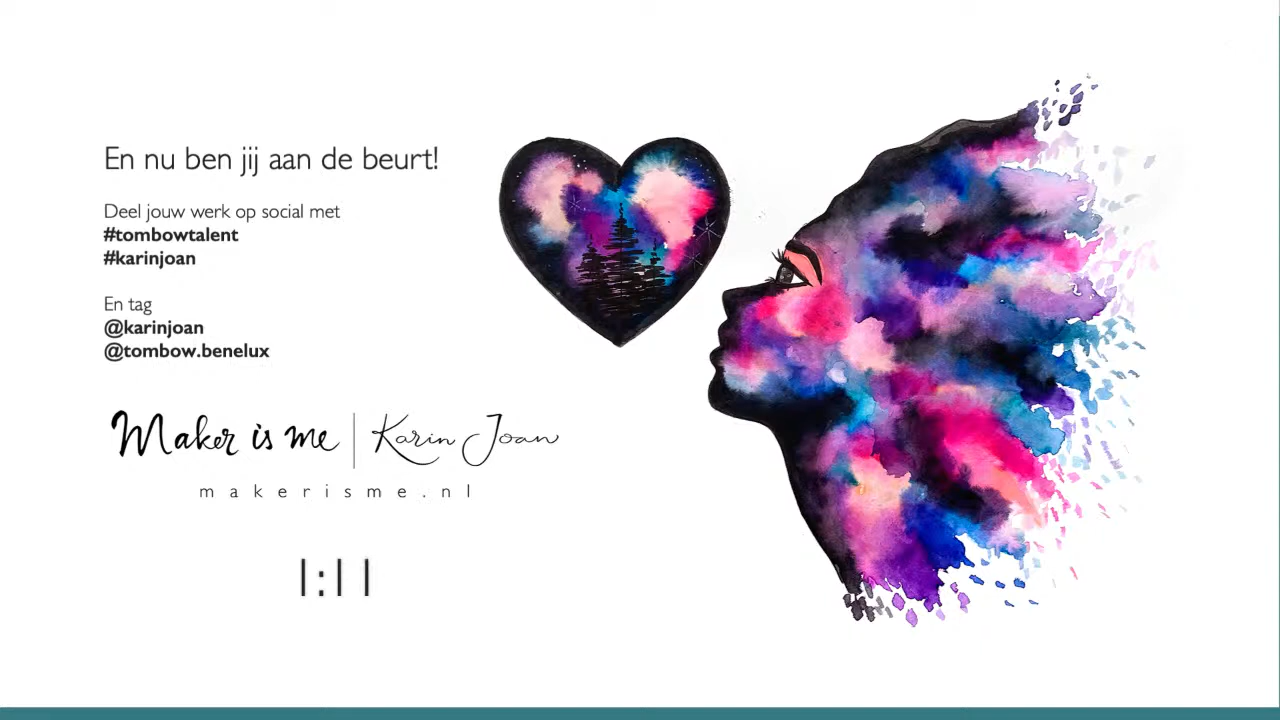 En nu ben jij aan de beurt!
Deel jouw werk op social met
#tombowtalent
#karinjoan
En tag
@karinjoan
@tombow.benelux
Maker is me | Karin Joan
makerisme.nl
1:11